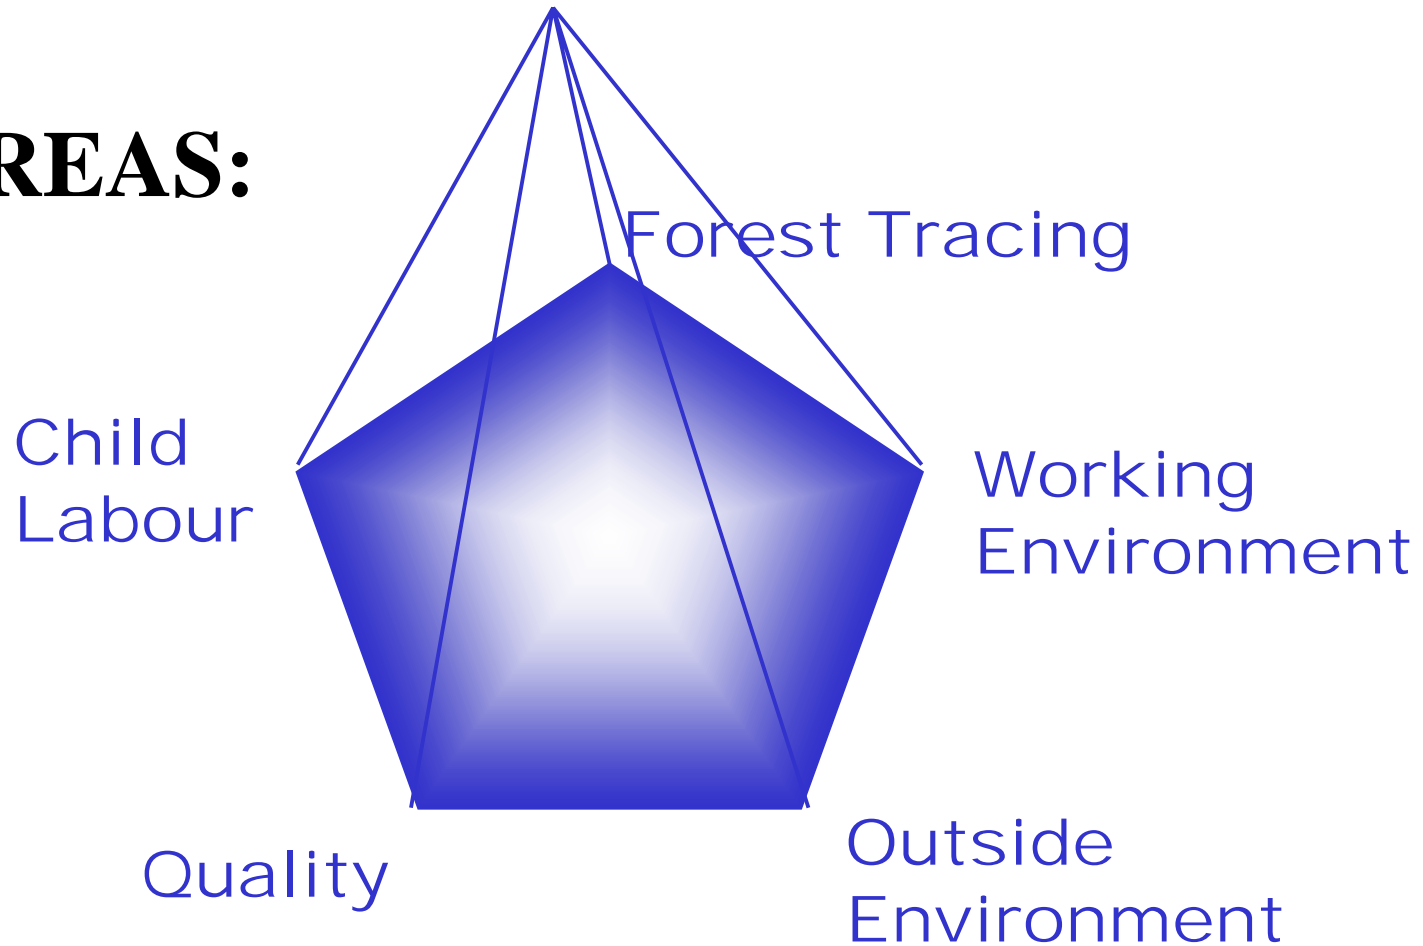 REAS:
Forest Tracing
Child
Labour
Working
Environment
Quality
Outside
Environment